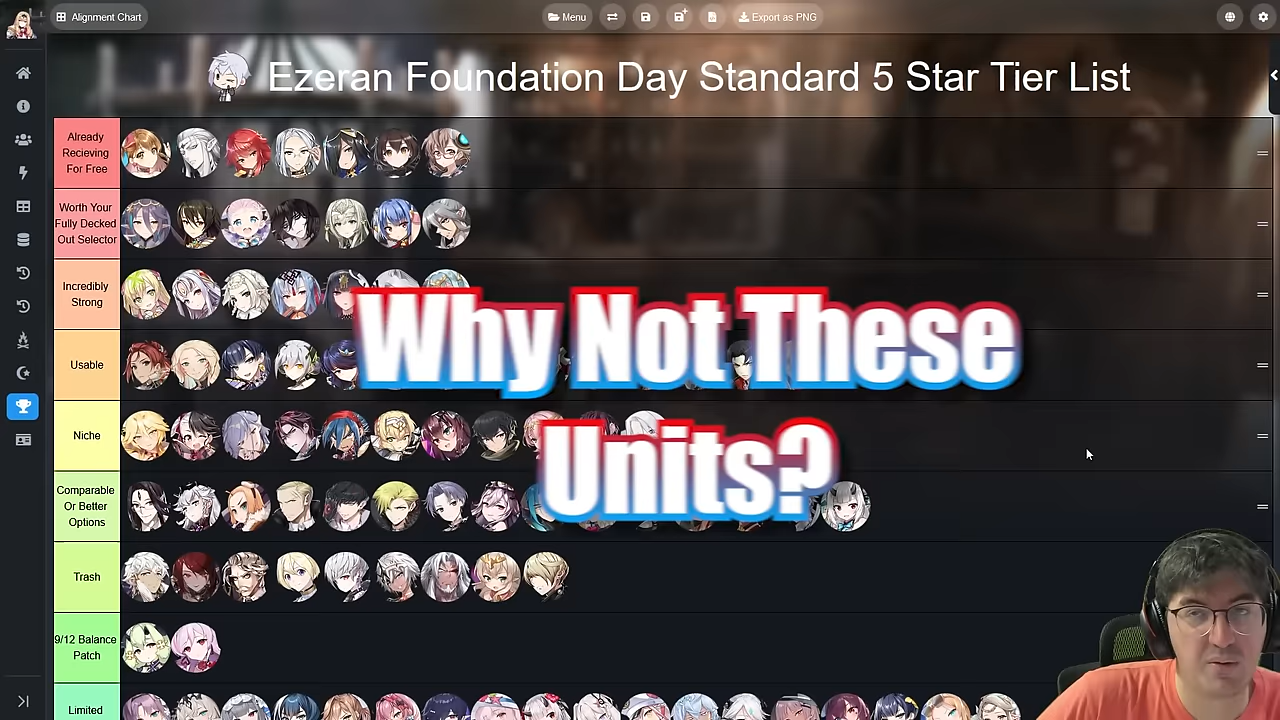 Alignment Chart
Menu
Export as PNG
Ezeran Foundation Day Standard 5 Star Tier List
Already
Recieving
For Free
Worth Your
Fully Decked
Out Selector
Incredibly
Strong
Usable
Why Not These
Units?
Niche
Comparable
Or Better
Options
Trash
9/12 Balance
Patch
Limited